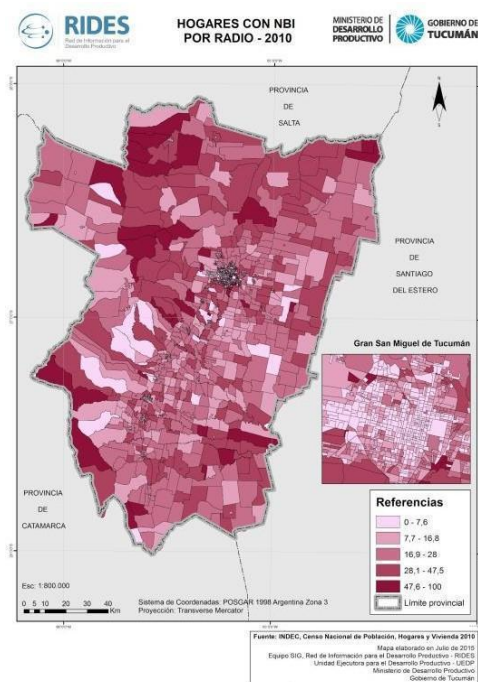 RIDES
Red de Información para el
Desarrollo Productivo
HOGARES CON NBI
POR RADIO - 2010
MINISTERIO DE
DESARROLLO
PRODUCTIVO
GOBIERNO DE
TUCUMÁN
PROVINCIA
DE
SALTA
N
PROVINCIA
DE
SANTIAGO
DEL ESTERO
Gran San Miguel de Tucumán
PROVINCIA
DE
CATAMARCA
Referencias
0 - 7,6
7,7 - 16,8
16,9 - 28
28,1 - 47,5
47,6 - 100
Límite provincial
Esc: 1:800.000
0 5 10 20 30 40
Km
Sistema de Coordenadas: POSGAR 1998 Argentina Zona 3
Proyección: Transverse Mercator
Fuente: INDEC, Censo Nacional de Población, Hogares y Vivienda 2010
Mapa elaborado en Julio de 2015
Equipo SIG, Red de Información para el Desarrollo Productivo - RIDES
Unidad Ejecutora para el Desarrollo Productivo - UEDP
Ministerio de Desarrollo Productivo
Gobierno de Tucumán